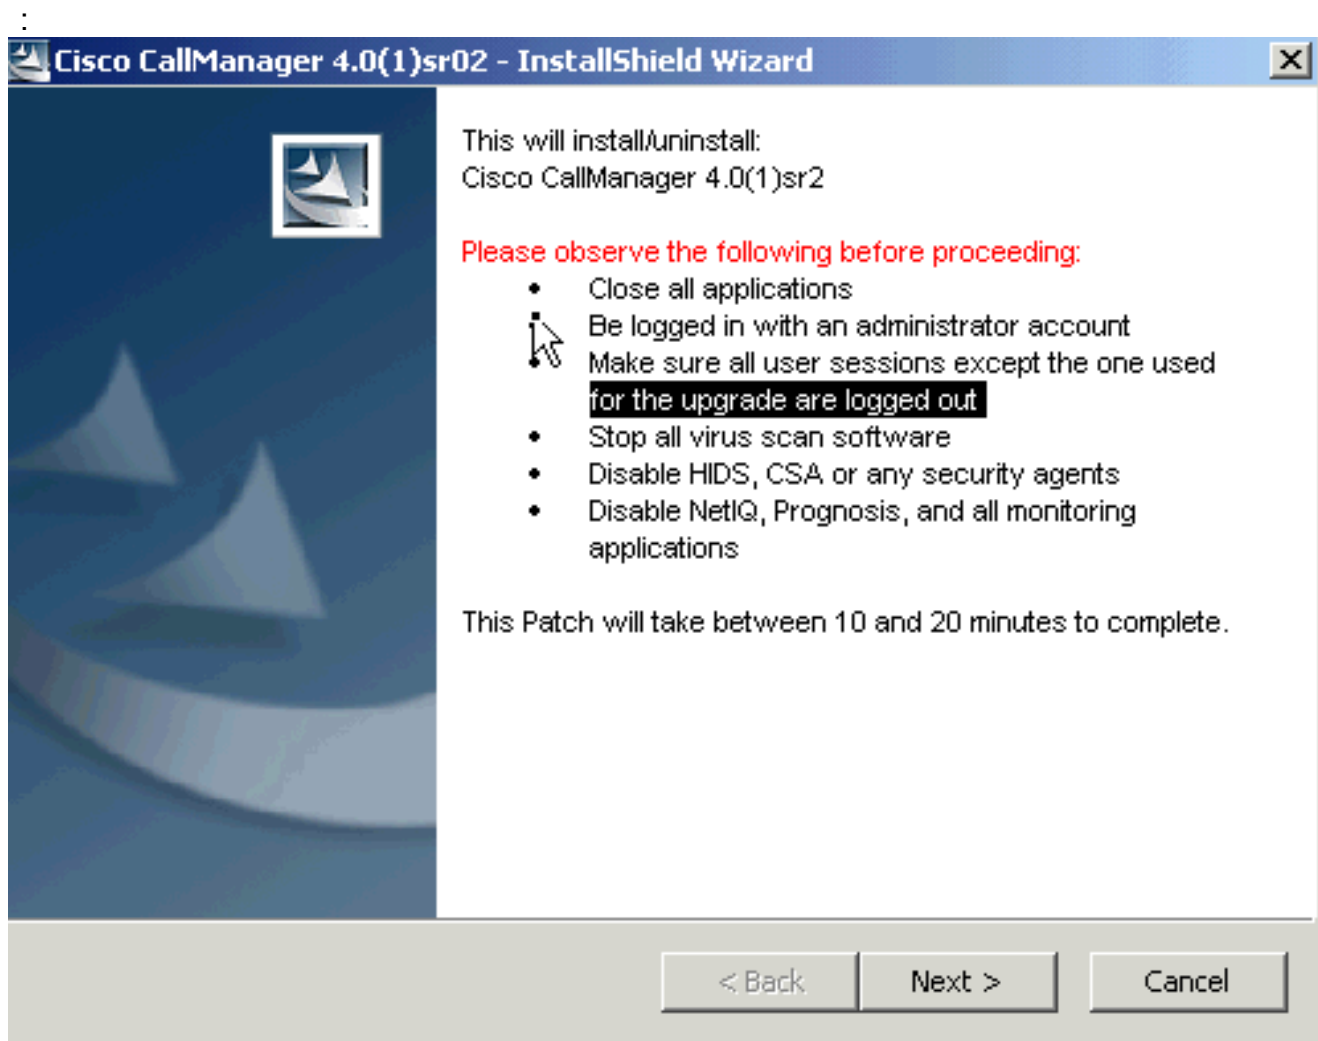 :
Cisco CallManager 4.0(1)sr02 - InstallShield Wizard
This will install/uninstall:
Cisco CallManager 4.0(1)sr2
Please observe the following before proceeding:
• Close all applications
• Be logged in with an administrator account
• Make sure all user sessions except the one used
for the upgrade are logged out
• Stop all virus scan software
• Disable HIDS, CSA or any security agents
• Disable NetIQ, Prognosis, and all monitoring
applications
This Patch will take between 10 and 20 minutes to complete.
< Back Next > Cancel